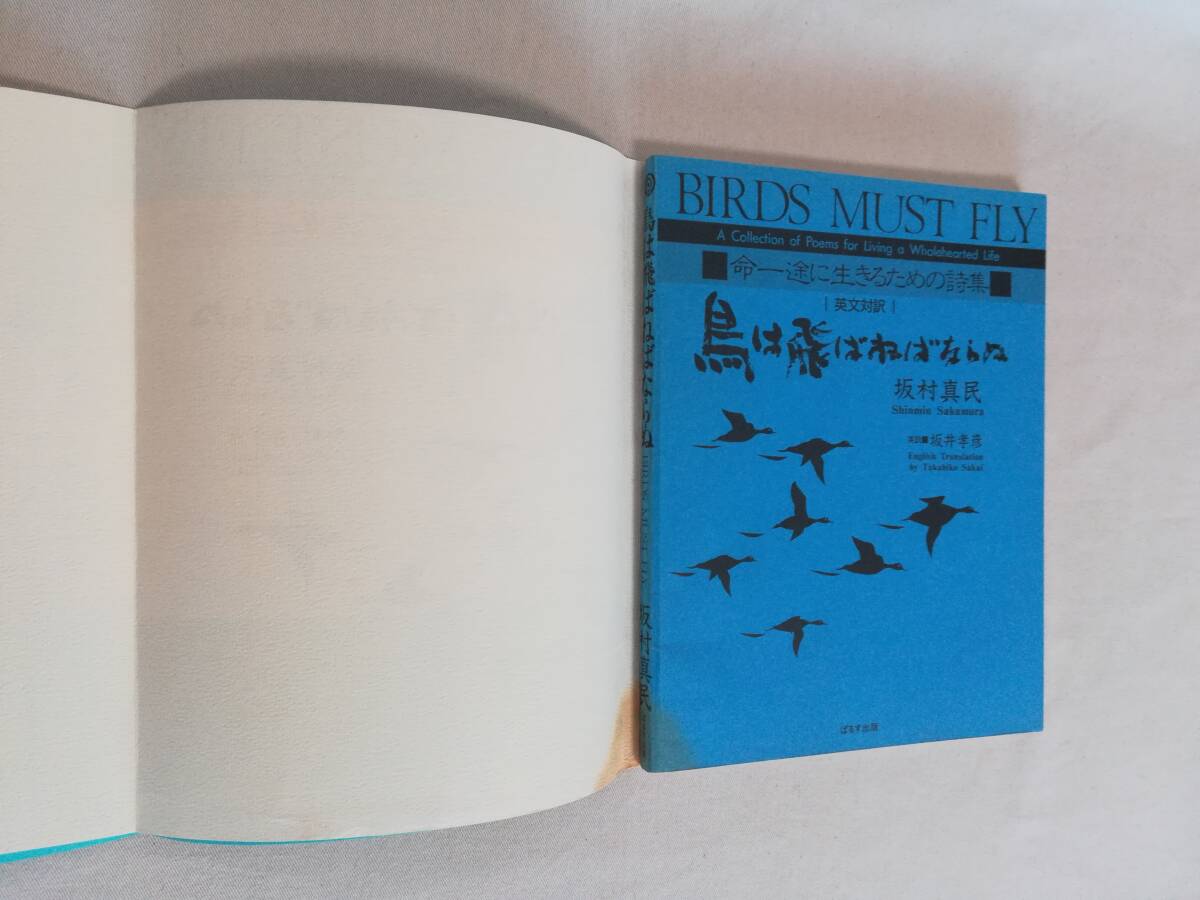 BIRDS MUST FLY
A Collection of Poems for Living a Wholehearted Life
■命一途に生きるための詩集■
| 英文対訳 |
鳥は飛ばねばならぬ
坂村真民
Shinmin Sakamura
英訳■坂井孝彦
English Translation
by Takahiko Sakai
ぱるす出版
鳥は飛ばねばならぬ
坂村真民